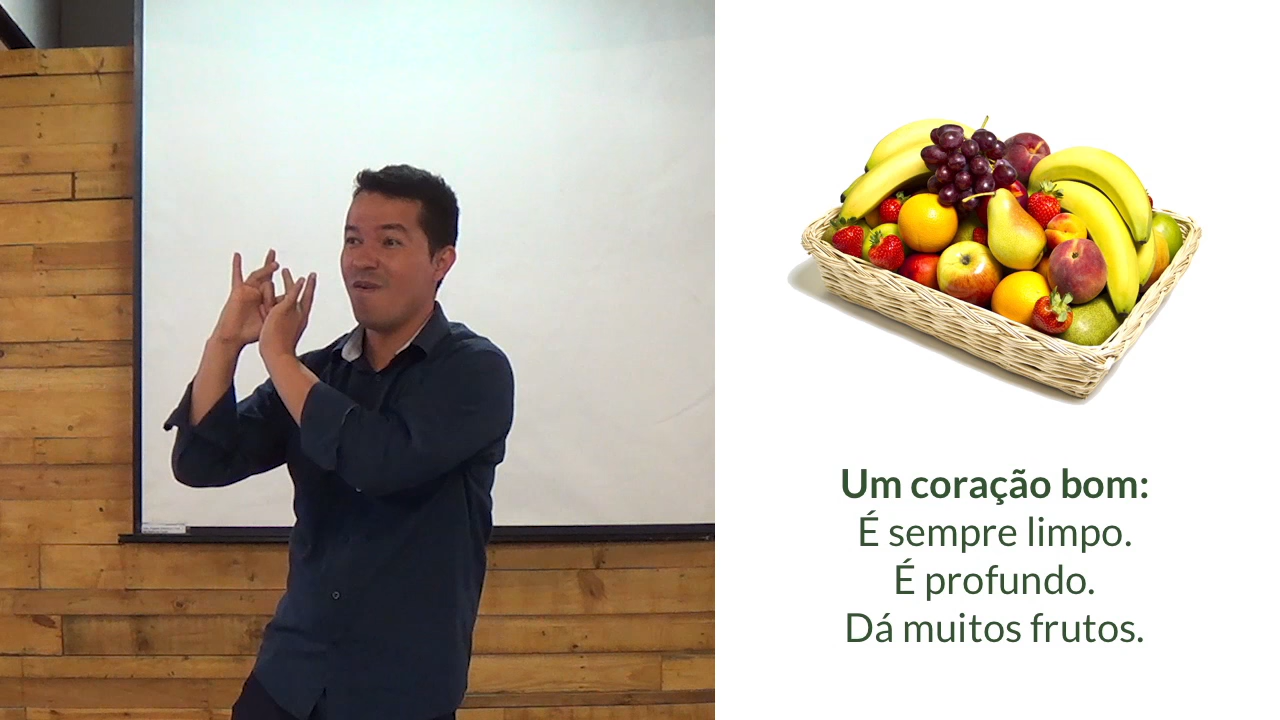 Um coração bom:
É sempre limpo.
É profundo.
Dá muitos frutos.